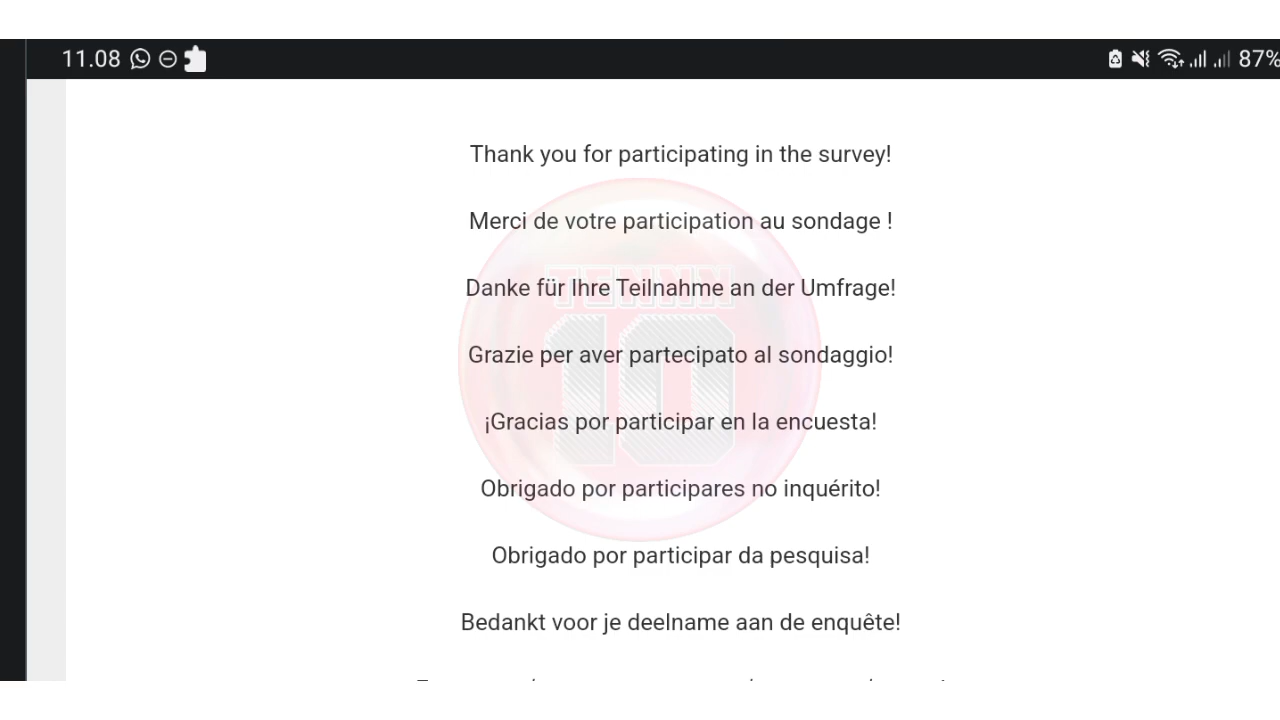 11.08 87%
Thank you for participating in the survey!
Merci de votre participation au sondage !
Danke für Ihre Teilnahme an der Umfrage!
TENNNN
10
Grazie per aver partecipato al sondaggio!
¡Gracias por participar en la encuesta!
Obrigado por participares no inquérito!
Obrigado por participar da pesquisa!
Bedankt voor je deelname aan de enquête!